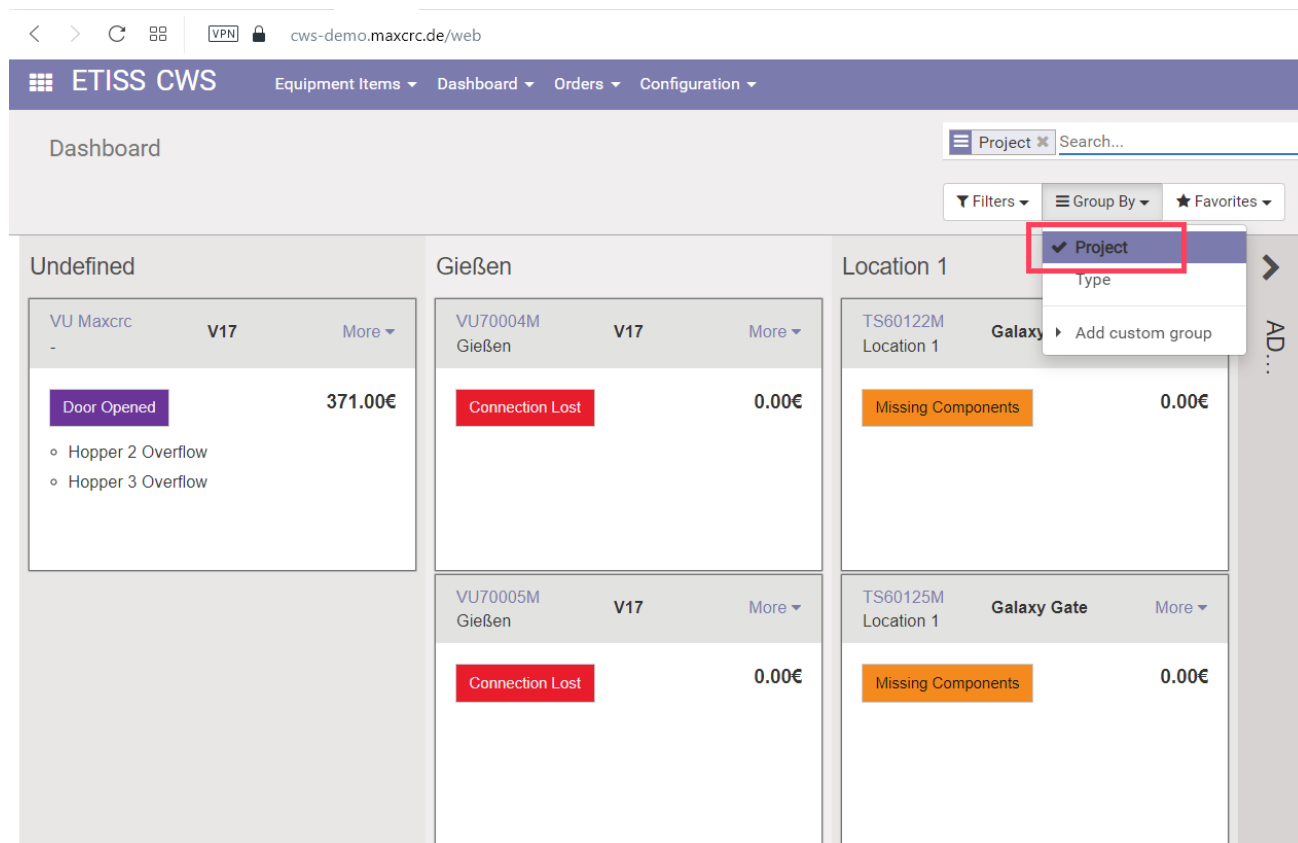 VPN cws-demo.maxcrc.de/web
ETISS CWS Equipment Items Dashboard Orders Configuration
Dashboard
Project Search...
Filters Group By Favorites
Project
Type
Add custom group
Undefined
VU Maxcrc V17 More
-
Door Opened 371.00€
Hopper 2 Overflow
Hopper 3 Overflow
Gießen
VU70004M V17 More
Gießen
Connection Lost 0.00€
VU70005M V17 More
Gießen
Connection Lost 0.00€
Location 1
TS60122M Galaxy
Location 1
Missing Components 0.00€
TS60125M Galaxy Gate More
Location 1
Missing Components 0.00€
AD...